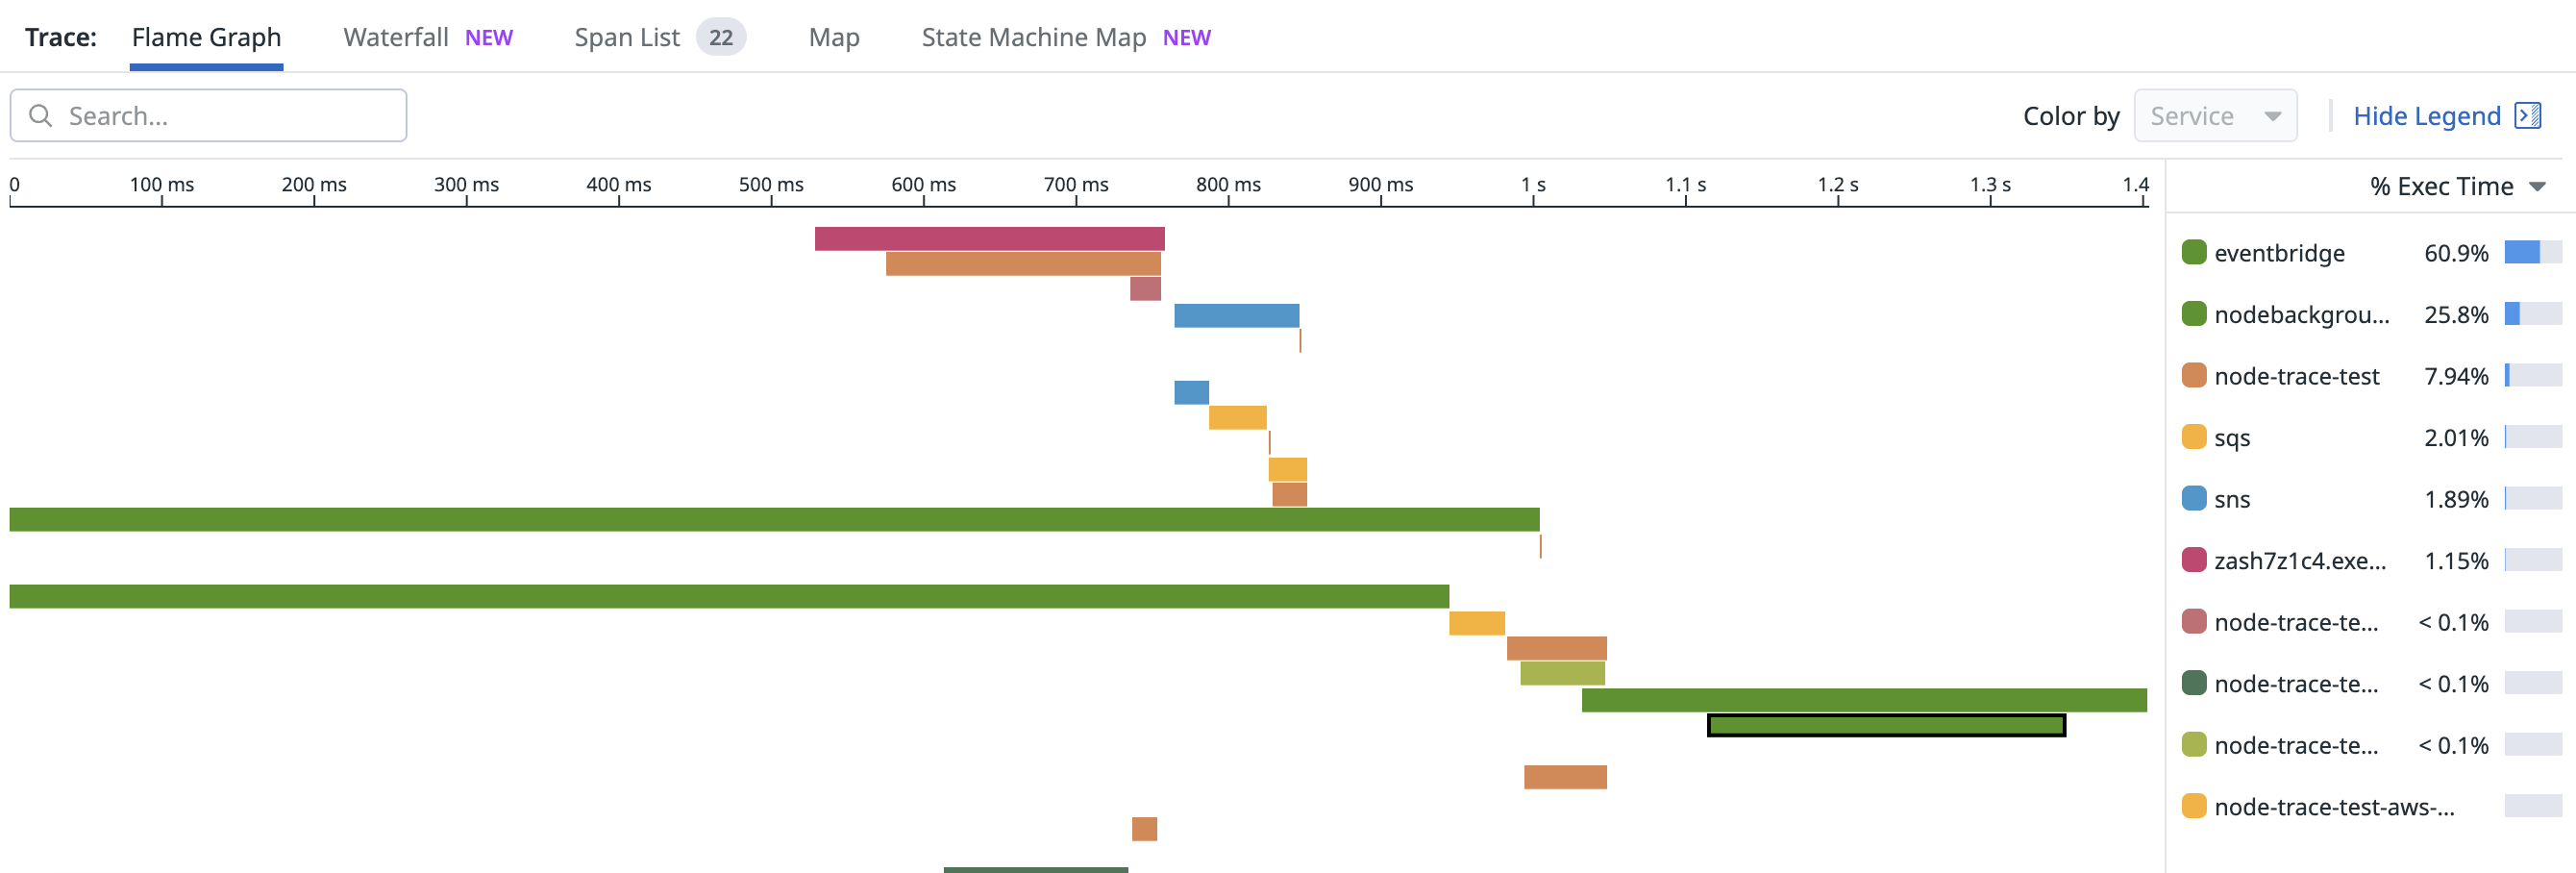 Trace: Flame Graph Waterfall NEW Span List 22 Map State Machine Map NEW
Search... Color by Service Hide Legend
0 100 ms 200 ms 300 ms 400 ms 500 ms 600 ms 700 ms 800 ms 900 ms 1 s 1.1 s 1.2 s 1.3 s 1.4
% Exec Time
eventbridge 60.9%
nodebackgrou... 25.8%
node-trace-test 7.94%
sqs 2.01%
sns 1.89%
zash7z1c4.exe... 1.15%
node-trace-te... < 0.1%
node-trace-te... < 0.1%
node-trace-te... < 0.1%
node-trace-test-aws-...